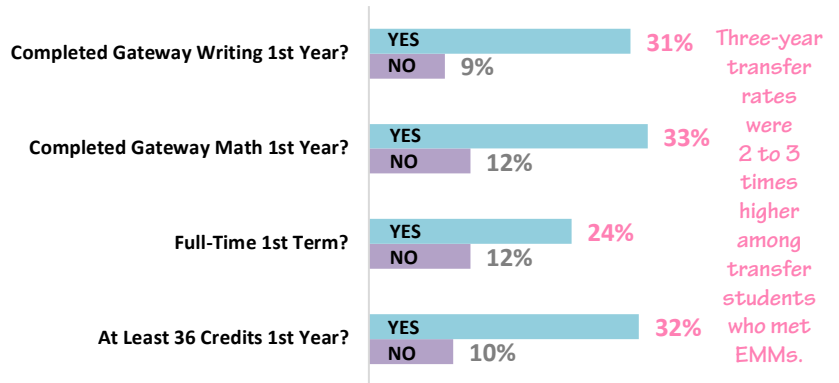 Completed Gateway Writing 1st Year?
YES
31%
NO
9%
Completed Gateway Math 1st Year?
YES
33%
NO
12%
Full-Time 1st Term?
YES
24%
NO
12%
At Least 36 Credits 1st Year?
YES
32%
NO
10%
Three-year
transfer
rates
were
2 to 3
times
higher
among
transfer
students
who met
EMMs.